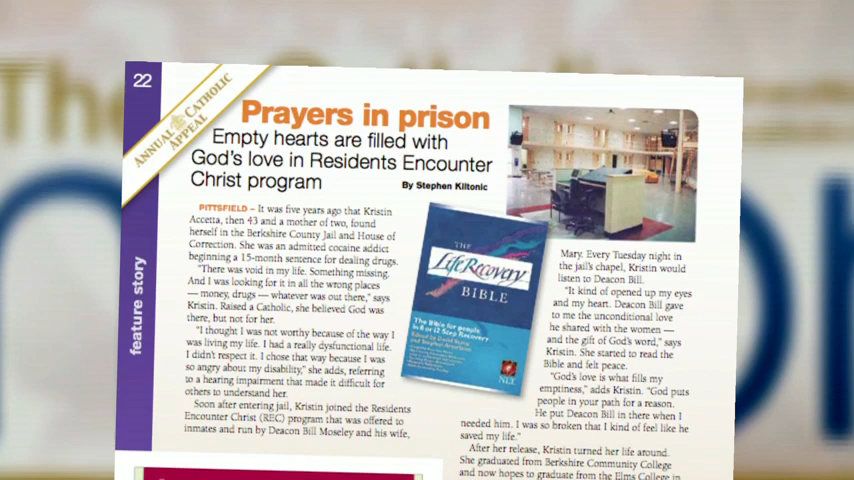 22
ANNUAL CATHOLIC
APPEAL
Prayers in prison
Empty hearts are filled with
God's love in Residents Encounter
Christ program
By Stephen Kiltonic
feature story
PITTSFIELD – It was five years ago that Kristin
Accetta, then 43 and a mother of two, found
herself in the Berkshire County Jail and House of
Correction. She was an admitted cocaine addict
beginning a 15-month sentence for dealing drugs.
"There was void in my life. Something missing.
And I was looking for it in all the wrong places
— money, drugs — whatever was out there," says
Kristin. Raised a Catholic, she believed God was
there, but not for her.
"I thought I was not worthy because of the way I
was living my life. I had a really dysfunctional life.
I didn't respect it. I chose that way because I was
so angry about my disability," she adds, referring
to a hearing impairment that made it difficult for
others to understand her.
Soon after entering jail, Kristin joined the Residents
Encounter Christ (REC) program that was offered to
inmates and run by Deacon Bill Moseley and his wife,
THE
Life Recovery
BIBLE
The Bible for people
in 8 or 12 Step Recovery
NLT
Mary. Every Tuesday night in
the jail's chapel, Kristin would
listen to Deacon Bill.
"It kind of opened up my eyes
and my heart. Deacon Bill gave
to me the unconditional love
he shared with the women —
and the gift of God's word," says
Kristin. She started to read the
Bible and felt peace.
"God's love is what fills my
emptiness," adds Kristin. "God puts
people in your path for a reason.
He put Deacon Bill in there when I
needed him. I was so broken that I kind of feel like he
saved my life."
After her release, Kristin turned her life around.
She graduated from Berkshire Community College
and now hopes to graduate from the Elms College in